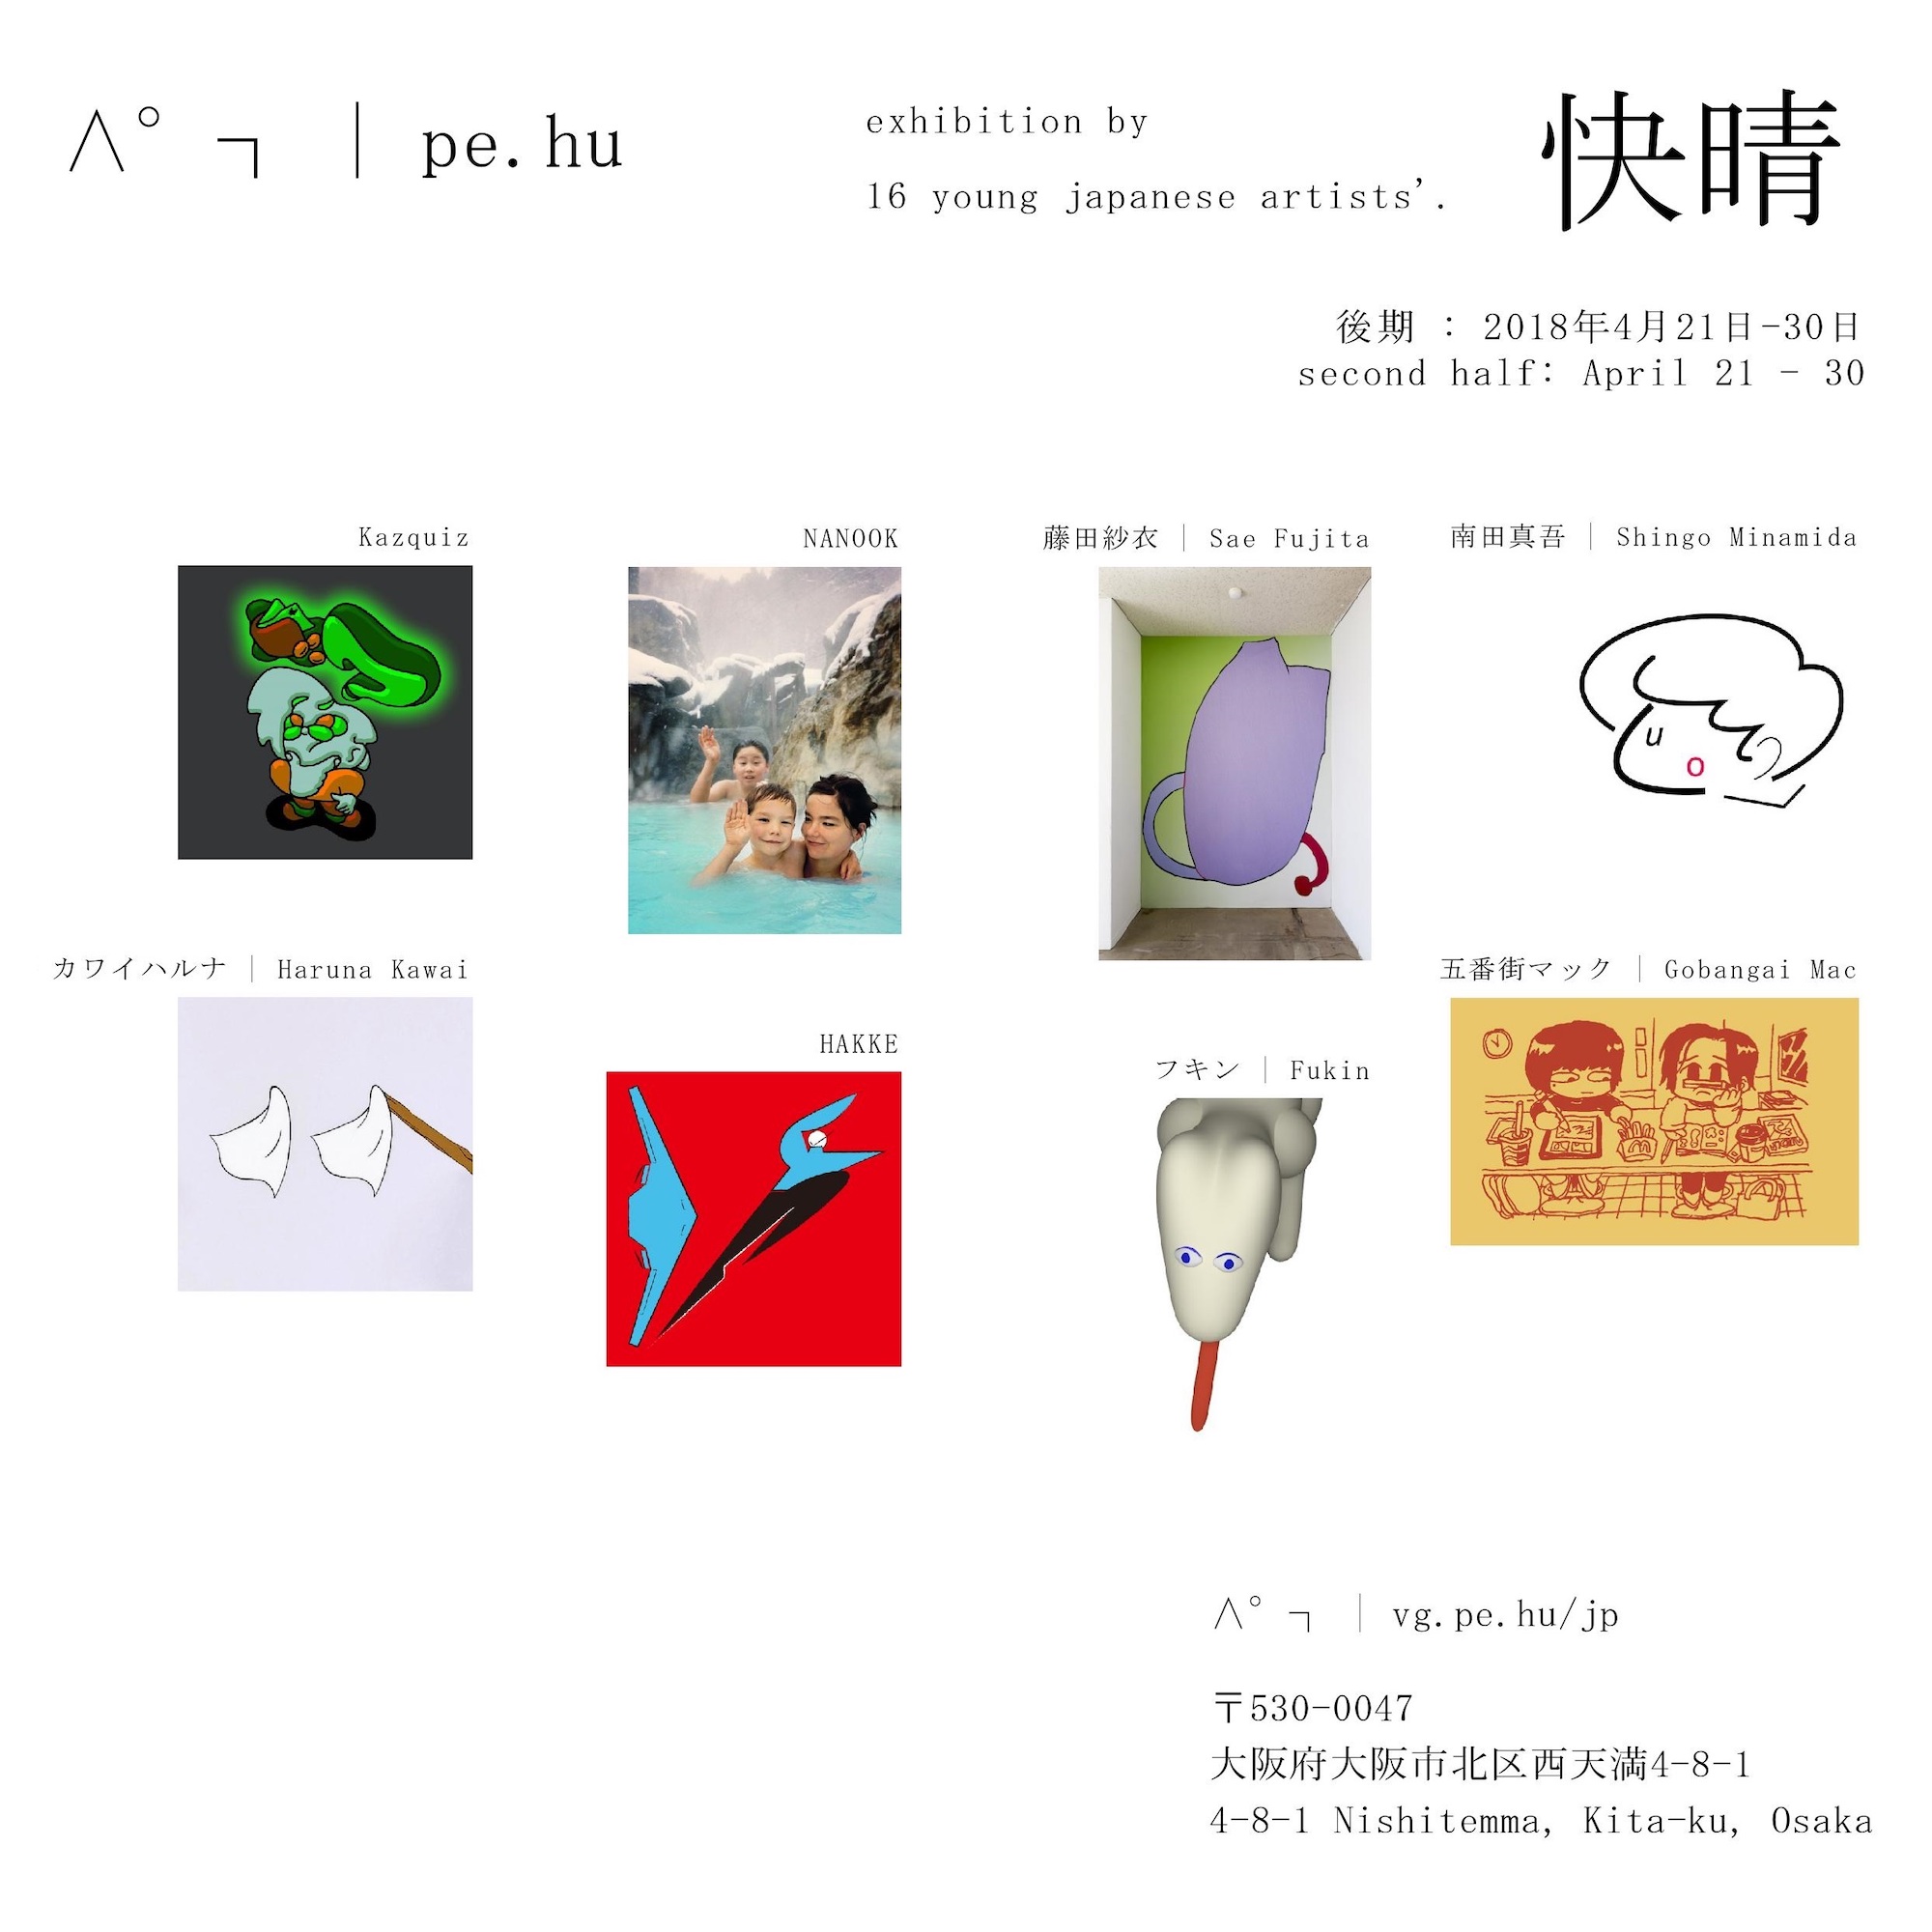 ペフ | pe.hu
exhibition by
16 young japanese artists'.
快晴
後期 : 2018年4月21日-30日
second half: April 21 - 30
Kazquiz
NANOOK
藤田紗衣 | Sae Fujita
南田真吾 | Shingo Minamida
u
o
カワイハルナ | Haruna Kawai
HAKKE
フキン | Fukin
五番街マック | Gobangai Mac
ペフ | vg.pe.hu/jp
〒530-0047
大阪府大阪市北区西天満4-8-1
4-8-1 Nishitemma, Kita-ku, Osaka